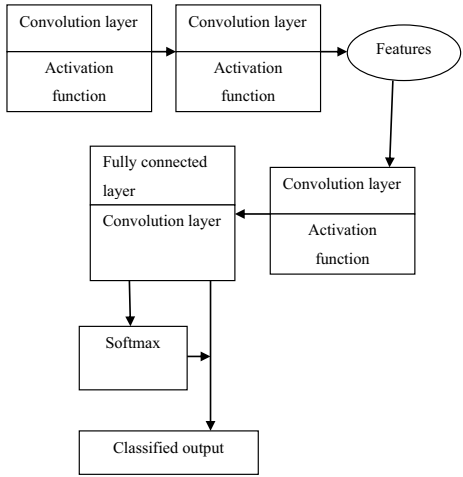 Convolution layer
Activation
function
Convolution layer
Activation
function
Features
Convolution layer
Activation
function
Fully connected
layer
Convolution layer
Softmax
Classified output